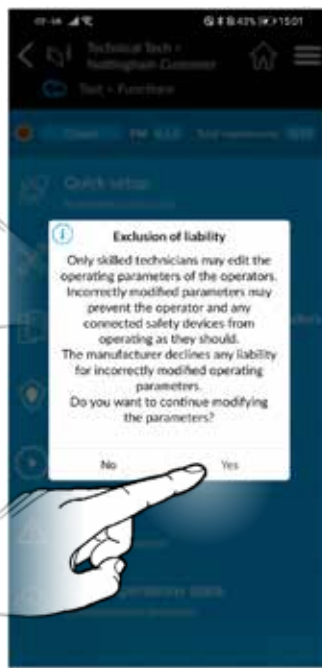 43% 15:01
Technical Tech >
Nottingham Customer
Test > Functions
Quick setup
Exclusion of liability
Only skilled technicians may edit the
operating parameters of the operators.
Incorrectly modified parameters may
prevent the operator and any
connected safety devices from
operating as they should.
The manufacturer declines any liability
for incorrectly modified operating
parameters.
Do you want to continue modifying
the parameters?
No
Yes